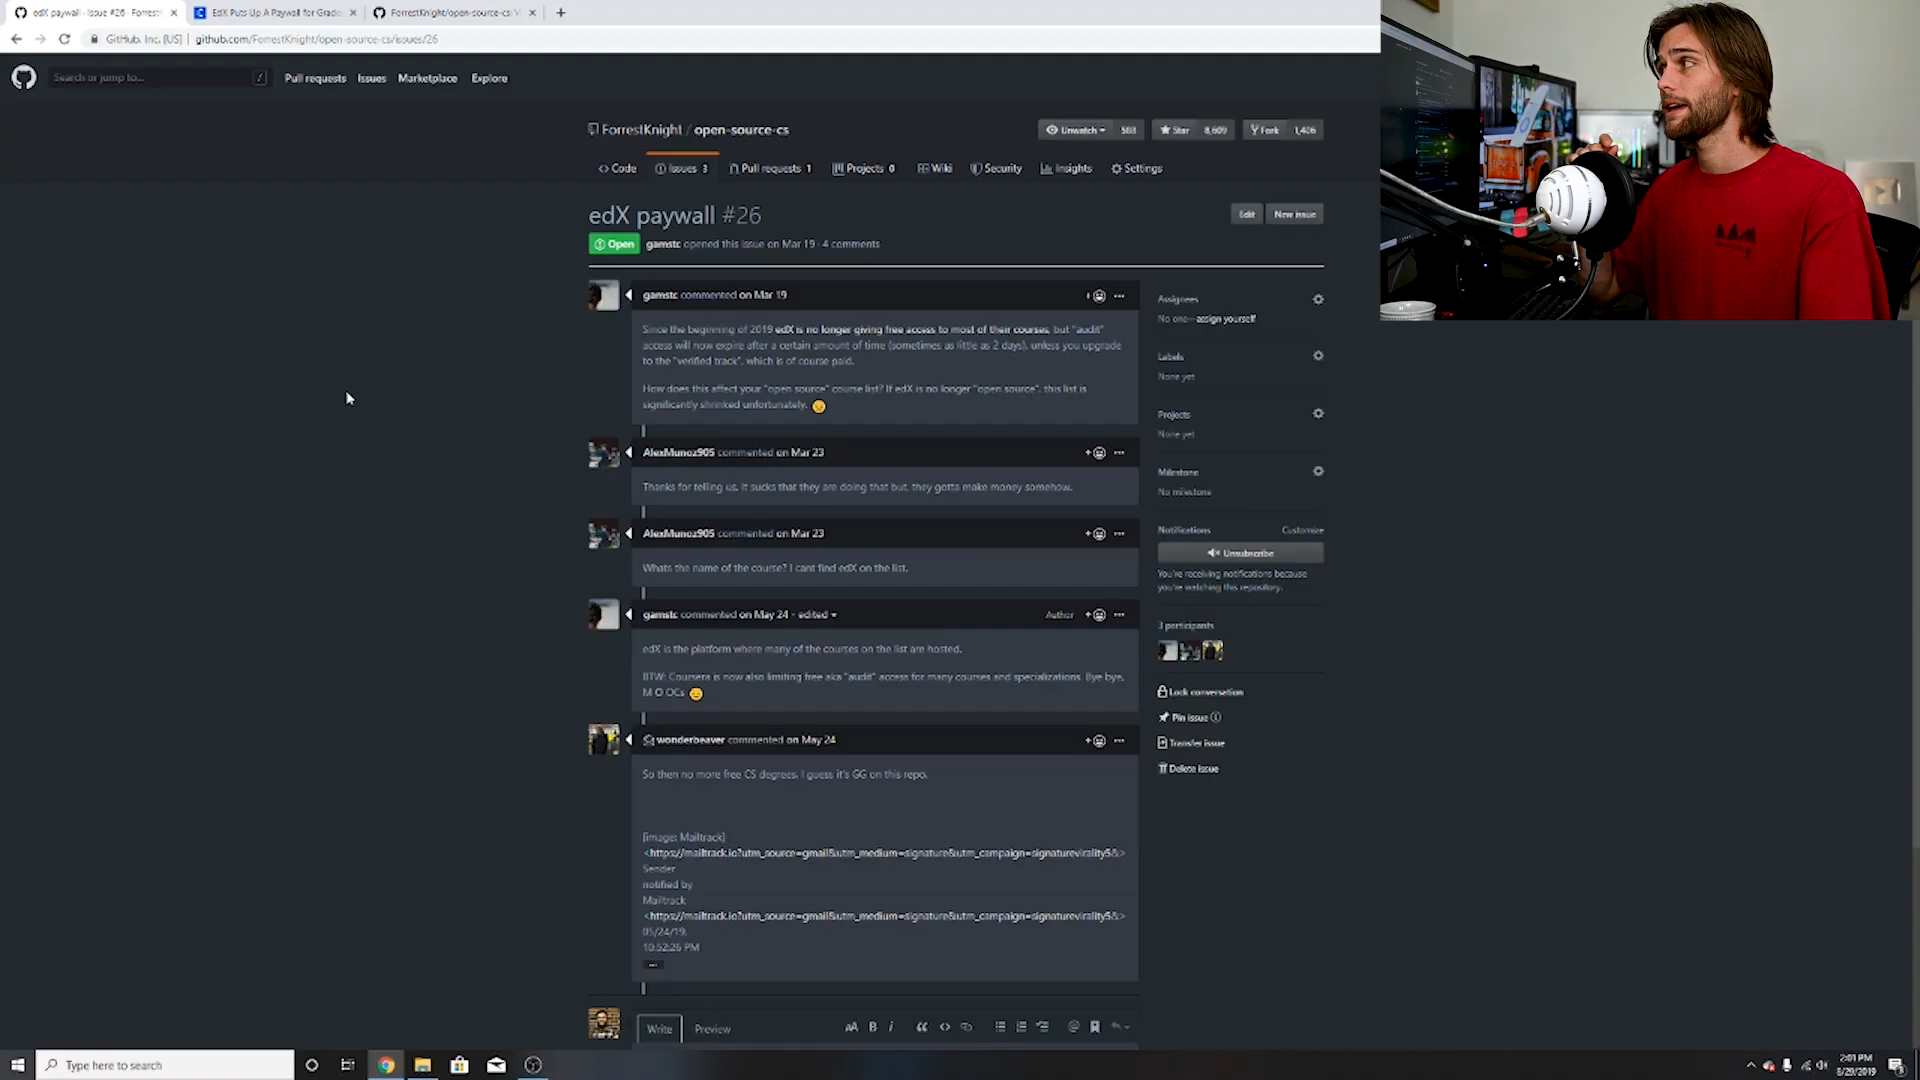 edX paywall · Issue #26 · Forrest
EdX Puts Up A Paywall for Grade
ForrestKnight/open-source-cs: V
GitHub, Inc. [US] | github.com/ForrestKnight/open-source-cs/issues/26
Search or jump to... /
Pull requests Issues Marketplace Explore
ForrestKnight / open-source-cs
Unwatch 583 Star 8,609 Fork 1,406
Code Issues 3 Pull requests 1 Projects 0 Wiki Security Insights Settings
edX paywall #26
Edit New issue
Open gamstc opened this issue on Mar 19 · 4 comments
gamstc commented on Mar 19
Since the beginning of 2019 edX is no longer giving free access to most of their courses, but "audit"
access will now expire after a certain amount of time (sometimes as little as 2 days), unless you upgrade
to the "verified track", which is of course paid.
How does this affect your "open source" course list? If edX is no longer "open source", this list is
significantly shrinked unfortunately.
AlexMunoz905 commented on Mar 23
Thanks for telling us. It sucks that they are doing that but, they gotta make money somehow.
AlexMunoz905 commented on Mar 23
Whats the name of the course? I cant find edX on the list.
gamstc commented on May 24 · edited Author
edX is the platform where many of the courses on the list are hosted.
BTW: Coursera is now also limiting free aka "audit" access for many courses and specializations. Bye bye,
M O OCs
wonderbeaver commented on May 24
So then no more free CS degrees. I guess it's GG on this repo.
[image: Mailtrack]
<https://mailtrack.io?utm_source=gmail&utm_medium=signature&utm_campaign=signaturevirality5&>
Sender
notified by
Mailtrack
<https://mailtrack.io?utm_source=gmail&utm_medium=signature&utm_campaign=signaturevirality5&>
05/24/19,
10:52:26 PM
Write Preview
Assignees
No one—assign yourself
Labels
None yet
Projects
None yet
Milestone
No milestone
Notifications Customize
Unsubscribe
You're receiving notifications because
you're watching this repository.
3 participants
Lock conversation
Pin issue
Transfer issue
Delete issue
Type here to search
2:01 PM
8/29/2019